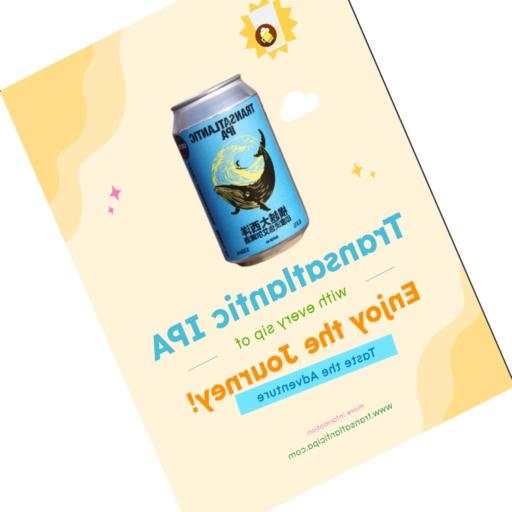 TRANSATLANTIC
IPA
Transatlantic IPA
with every sip of
Enjoy the Journey!
Taste the Adventure
more information
www.transatlanticipa.com